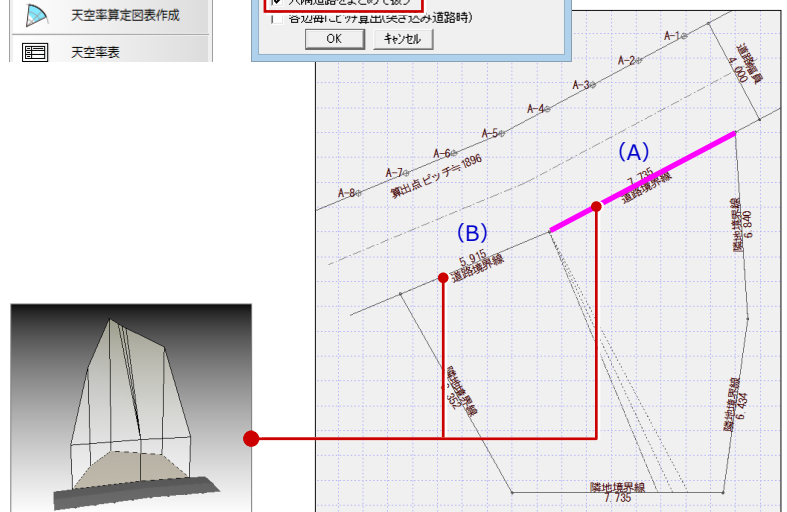 天空率算定図表作成
天空率表
入隅道路をまとめて扱う
各辺毎にピッチ算出(突き込み道路時)
OK
キャンセル
A-1
A-2
A-3
A-4
A-5
A-6
A-7
A-8
道路幅員
4.000
算出点ピッチ≒1896
(A)
7.735
道路境界線
(B)
5.915
道路境界線
隣地境界線
6.840
隣地境界線
6.434
隣地境界線
隣地境界線
7.735